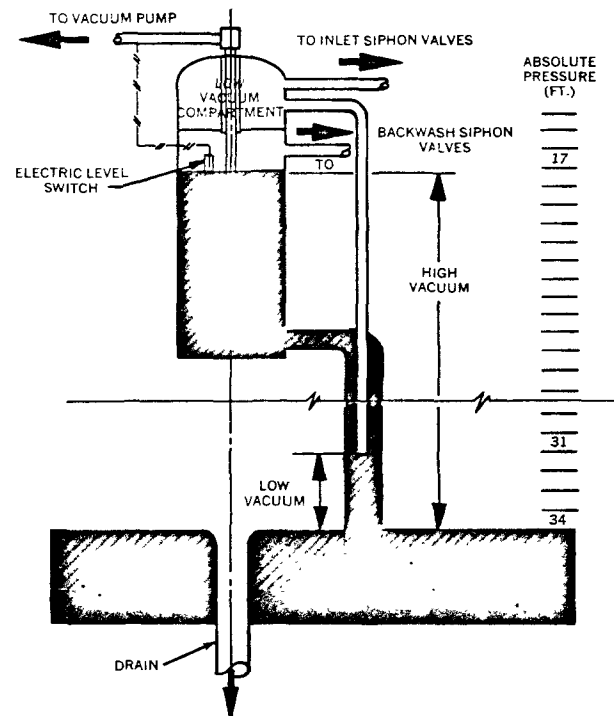 TO VACUUM PUMP
TO INLET SIPHON VALVES
ABSOLUTE
PRESSURE
(FT.)
LOW
VACUUM
COMPARTMENT
BACKWASH SIPHON
VALVES
TO
17
ELECTRIC LEVEL
SWITCH
HIGH
VACUUM
31
LOW
VACUUM
34
DRAIN